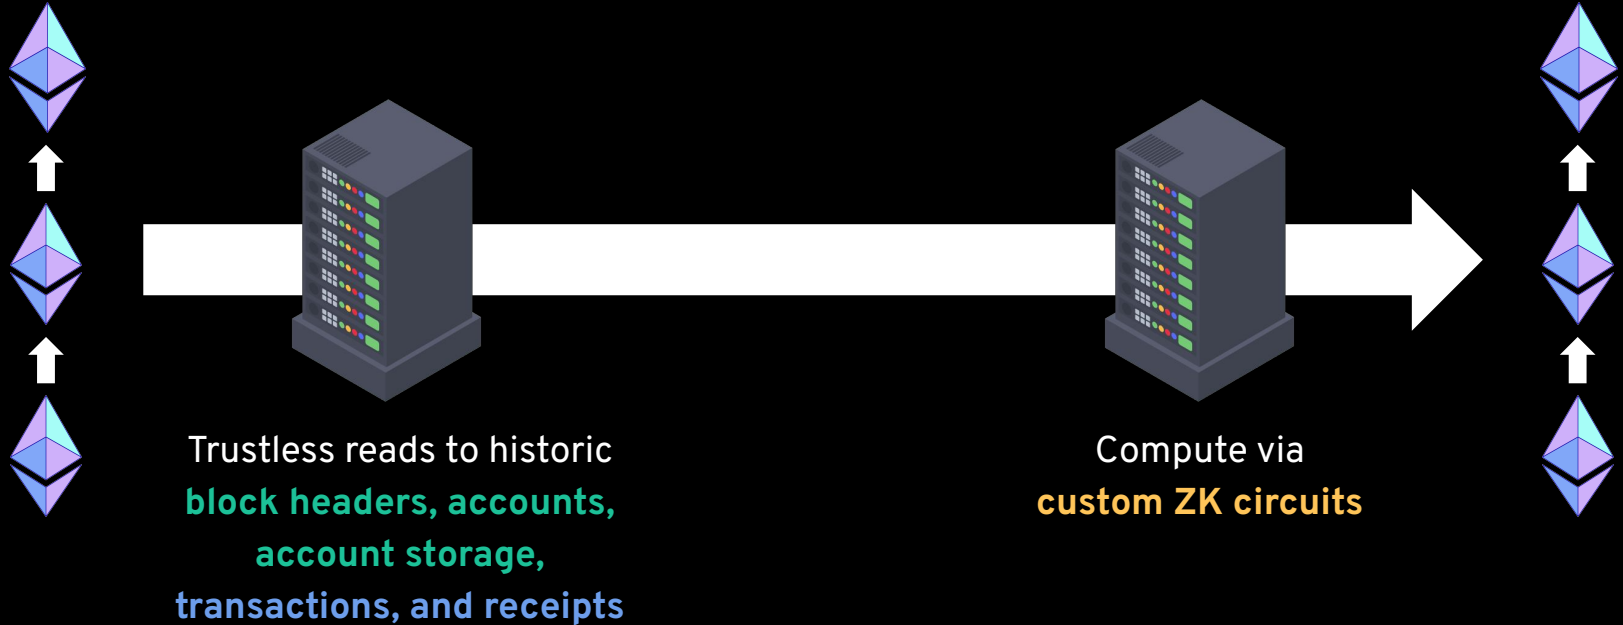 Trustless reads to historic
block headers, accounts,
account storage,
transactions, and receipts
Compute via
custom ZK circuits